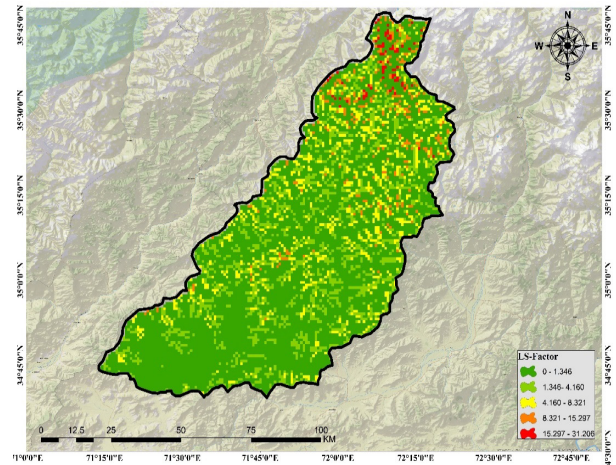 N
W E
S
35°45'0"N
35°30'0"N
35°15'0"N
35°0'0"N
34°45'0"N
35°45'0"N
35°30'0"N
35°15'0"N
35°0'0"N
34°45'0"N
LS-Factor
0 - 1.346
1.346- 4.160
4.160 - 8.321
8.321 - 15.297
15.297 - 31.206
0 12.5 25 50 75 100
KM
71°15'0"E 71°30'0"E 71°45'0"E 72°0'0"E 72°15'0"E 72°30'0"E 72°45'0"E